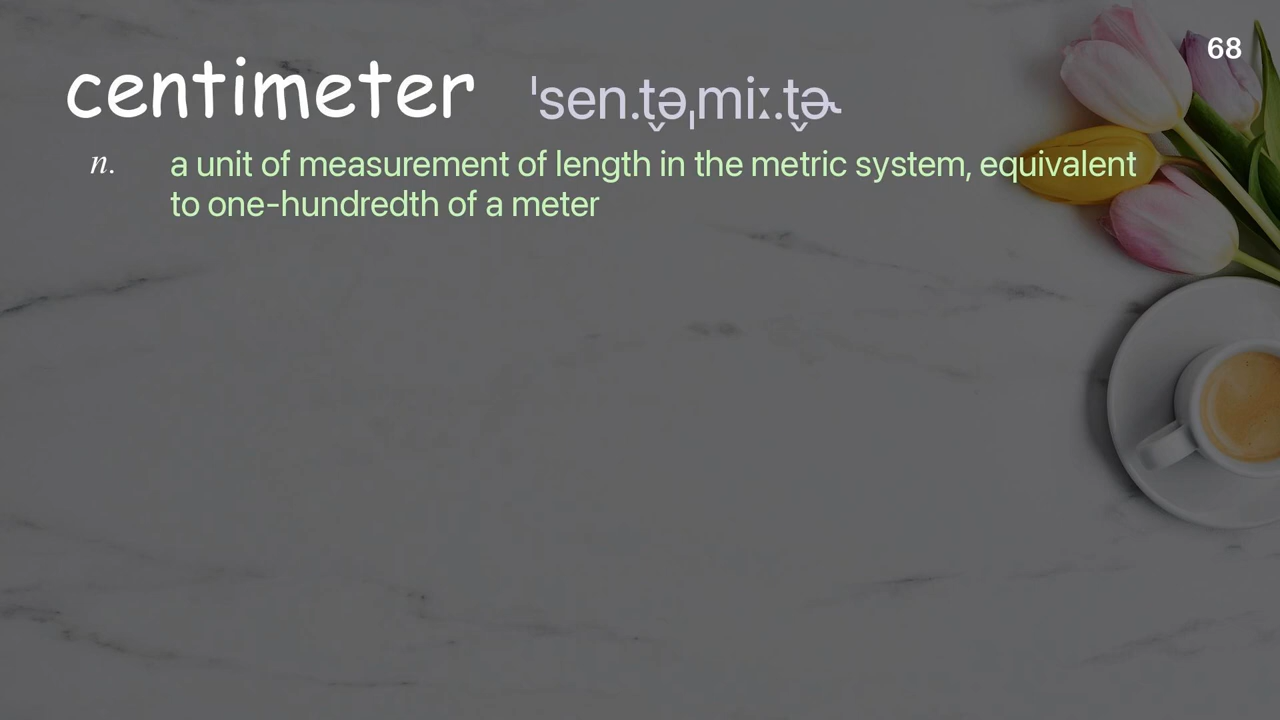 68
centimeter ˈsen.t̬əˌmiː.t̬ɚ
n. a unit of measurement of length in the metric system, equivalent
to one-hundredth of a meter